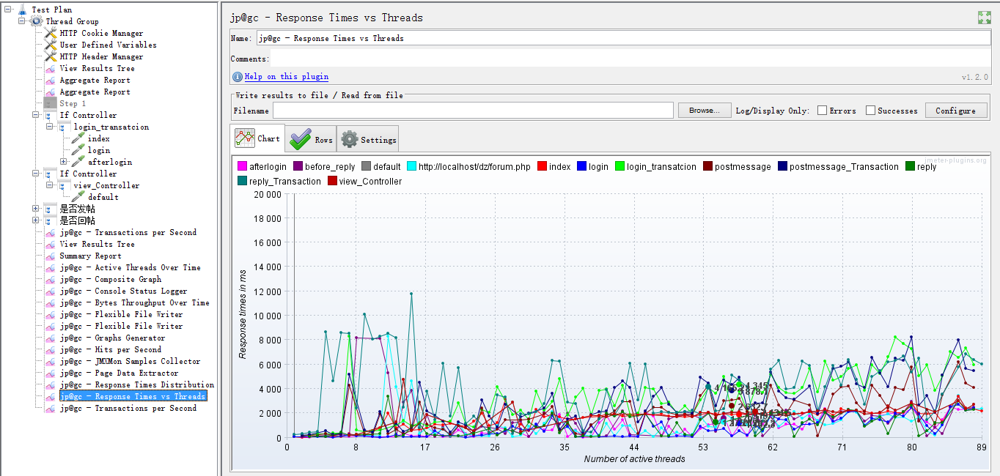 Test Plan
Thread Group
HTTP Cookie Manager
User Defined Variables
HTTP Header Manager
View Results Tree
Aggregate Report
Aggregate Report
Step 1
If Controller
login_transatcion
index
login
afterlogin
If Controller
view_Controller
default
是否发帖
是否回帖
jp@gc - Transactions per Second
View Results Tree
Summary Report
jp@gc - Active Threads Over Time
jp@gc - Composite Graph
jp@gc - Console Status Logger
jp@gc - Bytes Throughput Over Time
jp@gc - Flexible File Writer
jp@gc - Flexible File Writer
jp@gc - Graphs Generator
jp@gc - Hits per Second
jp@gc - JMXMon Samples Collector
jp@gc - Page Data Extractor
jp@gc - Response Times Distribution
jp@gc - Response Times vs Threads
jp@gc - Transactions per Second
jp@gc - Response Times vs Threads
Name: jp@gc - Response Times vs Threads
Comments:
Help on this plugin v1.2.0
Write results to file / Read from file
Filename Browse... Log/Display Only: Errors Successes Configure
Chart Rows Settings
jmeter-plugins.org
afterlogin before_reply default http://localhost/dz/forum.php index login login_transatcion postmessage postmessage_Transaction reply
reply_Transaction view_Controller
20 000
18 000
16 000
14 000
12 000
10 000
8 000
6 000
4 000
2 000
0
Response times in ms
0 8 17 26 35 44 53 62 71 80 89
Number of active threads